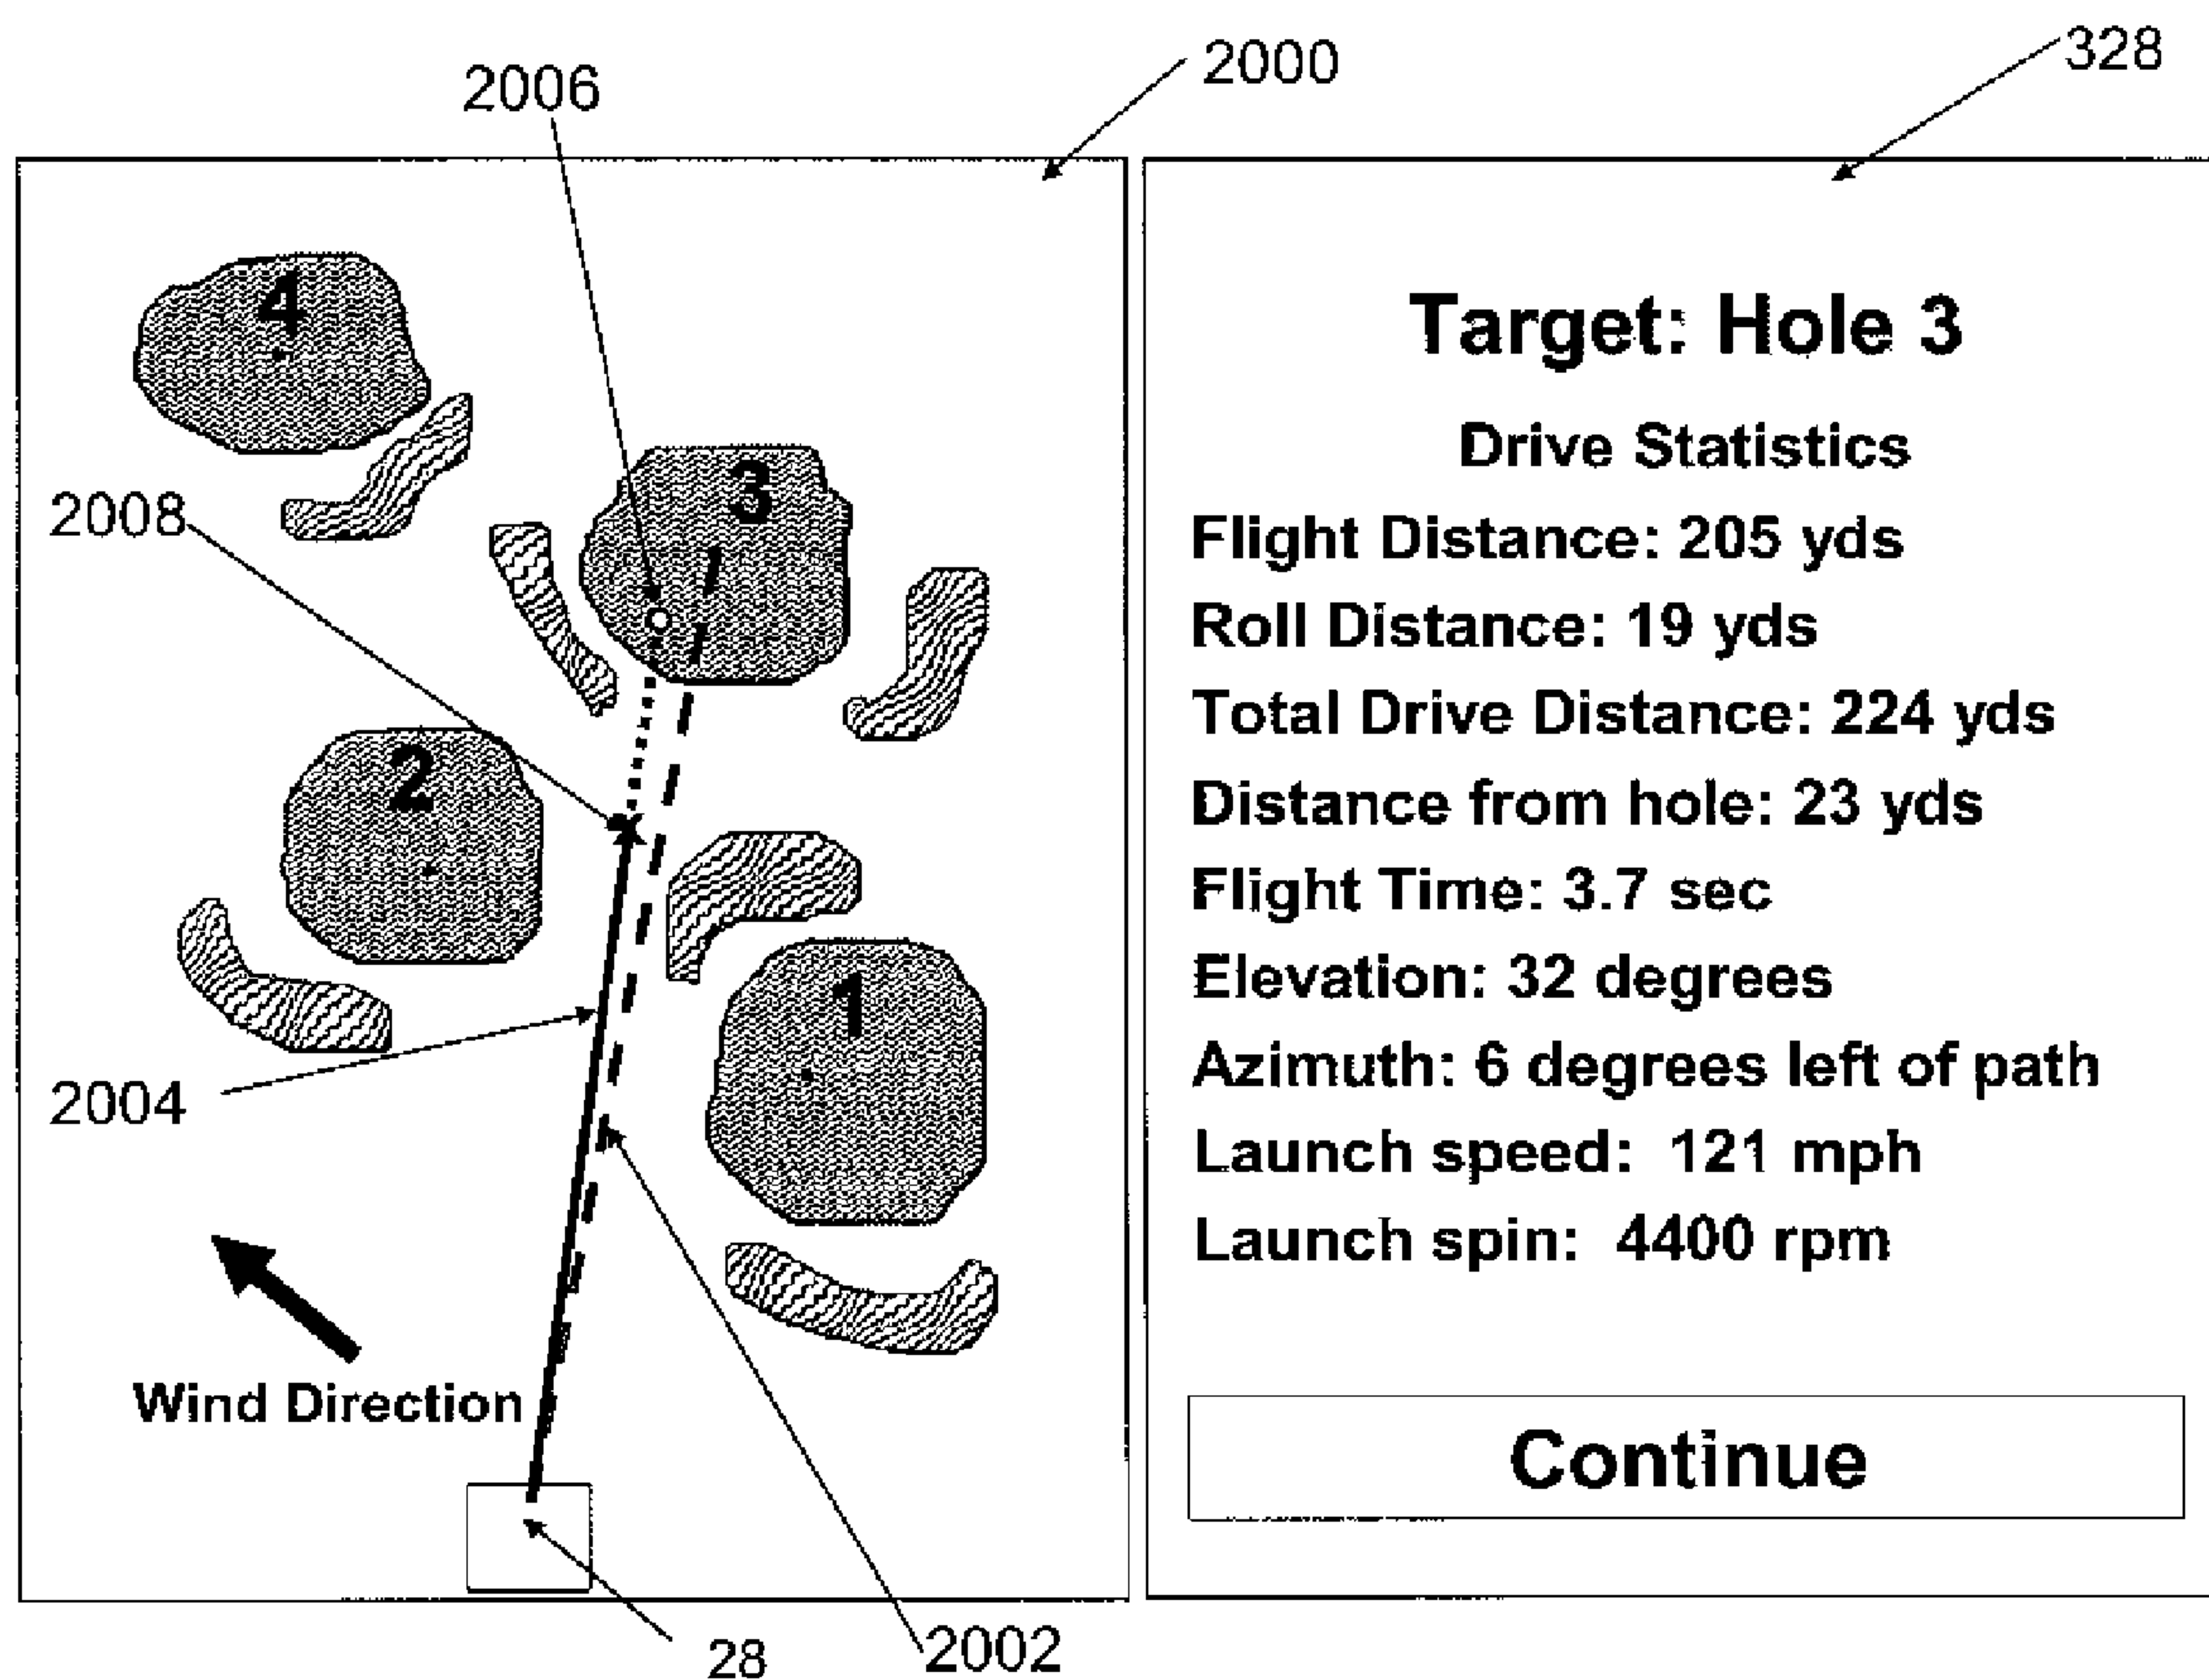 2006
2000
328
4
3
2008
2
1
2004
Wind Direction
28
2002
Target: Hole 3
Drive Statistics
Flight Distance: 205 yds
Roll Distance: 19 yds
Total Drive Distance: 224 yds
Distance from hole: 23 yds
Flight Time: 3.7 sec
Elevation: 32 degrees
Azimuth: 6 degrees left of path
Launch speed: 121 mph
Launch spin: 4400 rpm
Continue